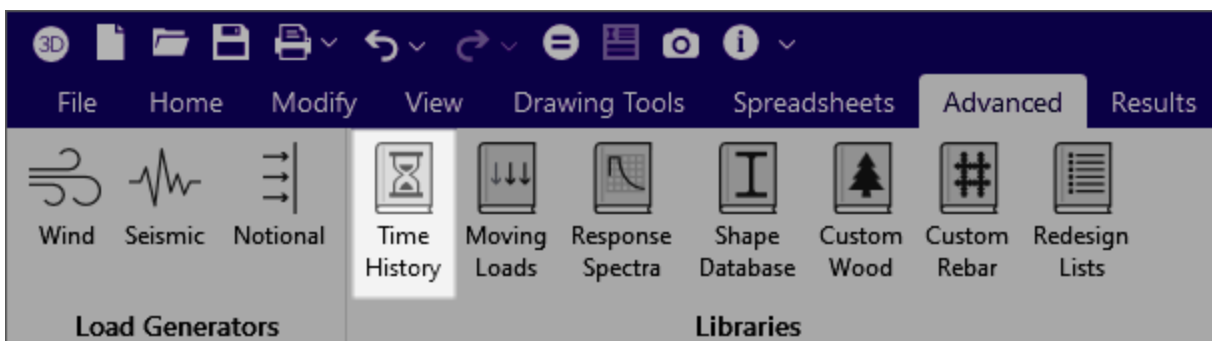 3D
File Home Modify View Drawing Tools Spreadsheets Advanced Results
Wind Seismic Notional Time History Moving Loads Response Spectra Shape Database Custom Wood Custom Rebar Redesign Lists
Load Generators Libraries